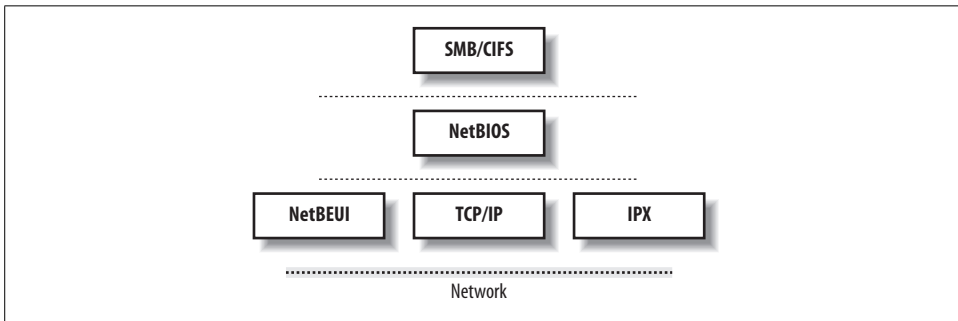 SMB/CIFS
NetBIOS
NetBEUI
TCP/IP
IPX
Network